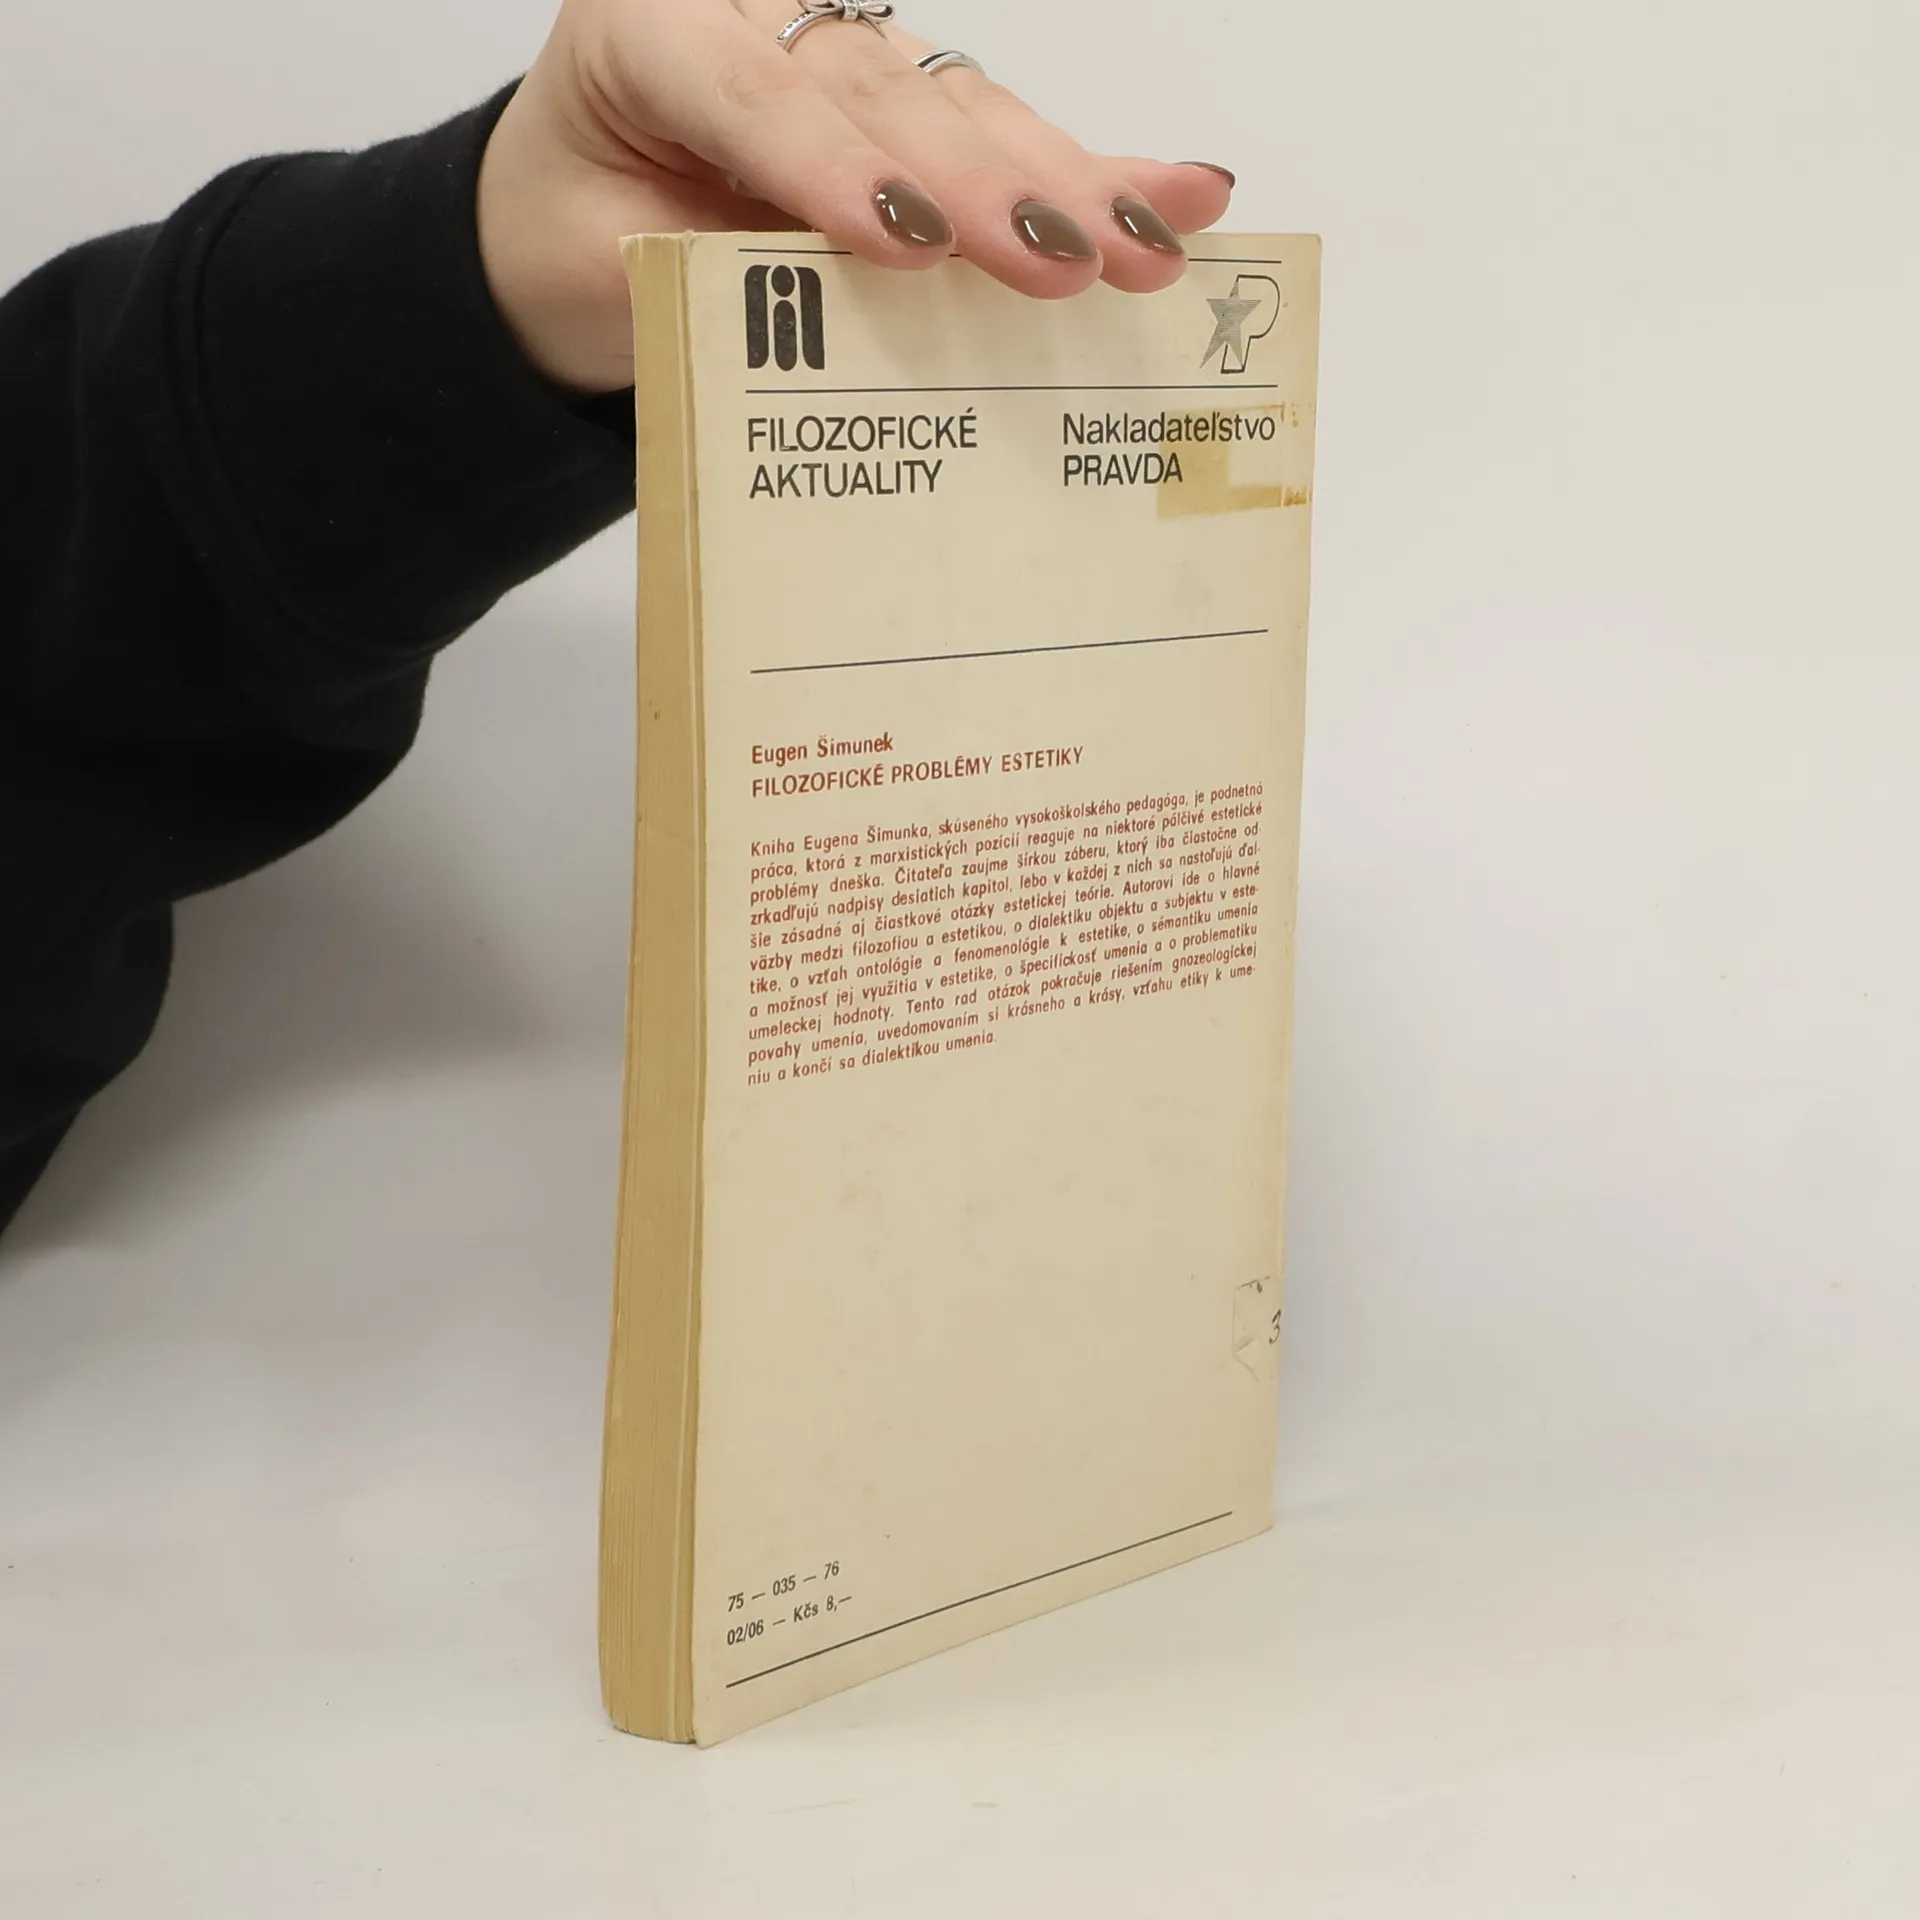 fil
P
FILOZOFICKÉ
AKTUALITY
Nakladateľstvo
PRAVDA
Eugen Šimunek
FILOZOFICKÉ PROBLÉMY ESTETIKY
Kniha Eugena Šimunka, skúseného vysokoškolského pedagóga, je podnetná
práca, ktorá z marxistických pozícií reaguje na niektoré pálčivé estetické
problémy dneška. Čitateľa zaujme šírkou záberu, ktorý iba čiastočne od-
zrkadľujú nadpisy desiatich kapitol, lebo v každej z nich sa nastoľujú ďal-
šie zásadné aj čiastkové otázky estetickej teórie. Autorovi ide o hlavné
väzby medzi filozofiou a estetikou, o dialektiku objektu a subjektu v este-
tike, o vzťah ontológie a fenomenológie k estetike, o sémantiku umenia
a možnosť jej využitia v estetike, o špecifickosť umenia a o problematiku
umeleckej hodnoty. Tento rad otázok pokračuje riešením gnozeologickej
povahy umenia, uvedomovaním si krásneho a krásy, vzťahu etiky k ume-
niu a končí sa dialektikou umenia.
3
75 — 035 — 76
02/06 — Kčs 8,—